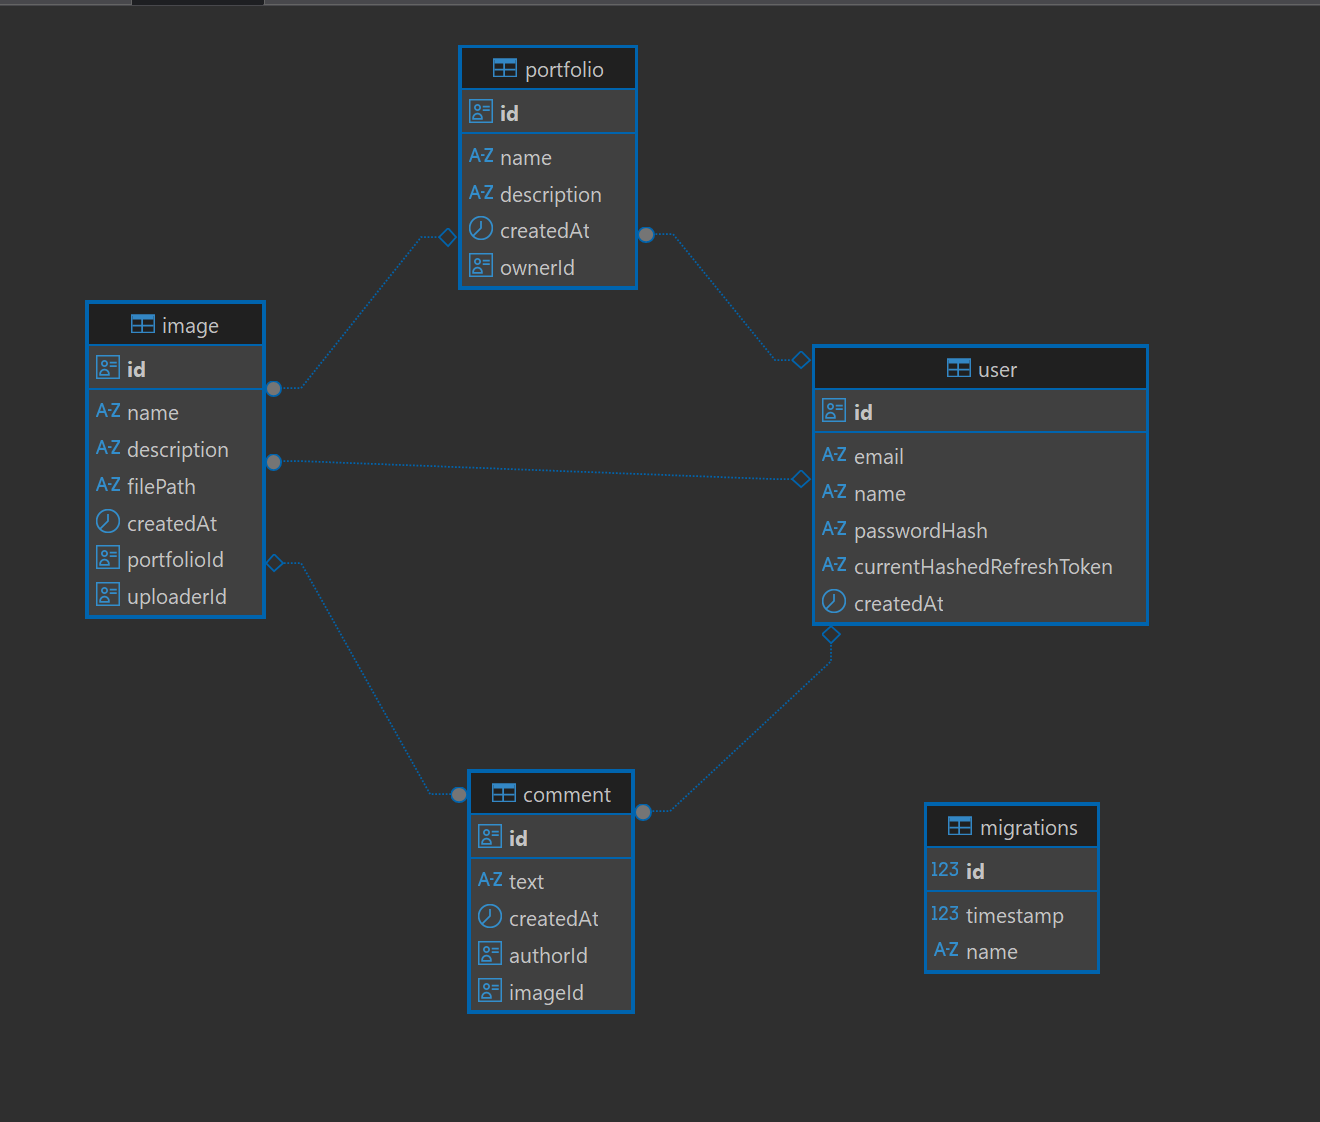 portfolio
id
A-Z name
A-Z description
createdAt
ownerId
image
id
A-Z name
A-Z description
A-Z filePath
createdAt
portfolioId
uploaderId
user
id
A-Z email
A-Z name
A-Z passwordHash
A-Z currentHashedRefreshToken
createdAt
comment
id
A-Z text
createdAt
authorId
imageId
migrations
123 id
123 timestamp
A-Z name